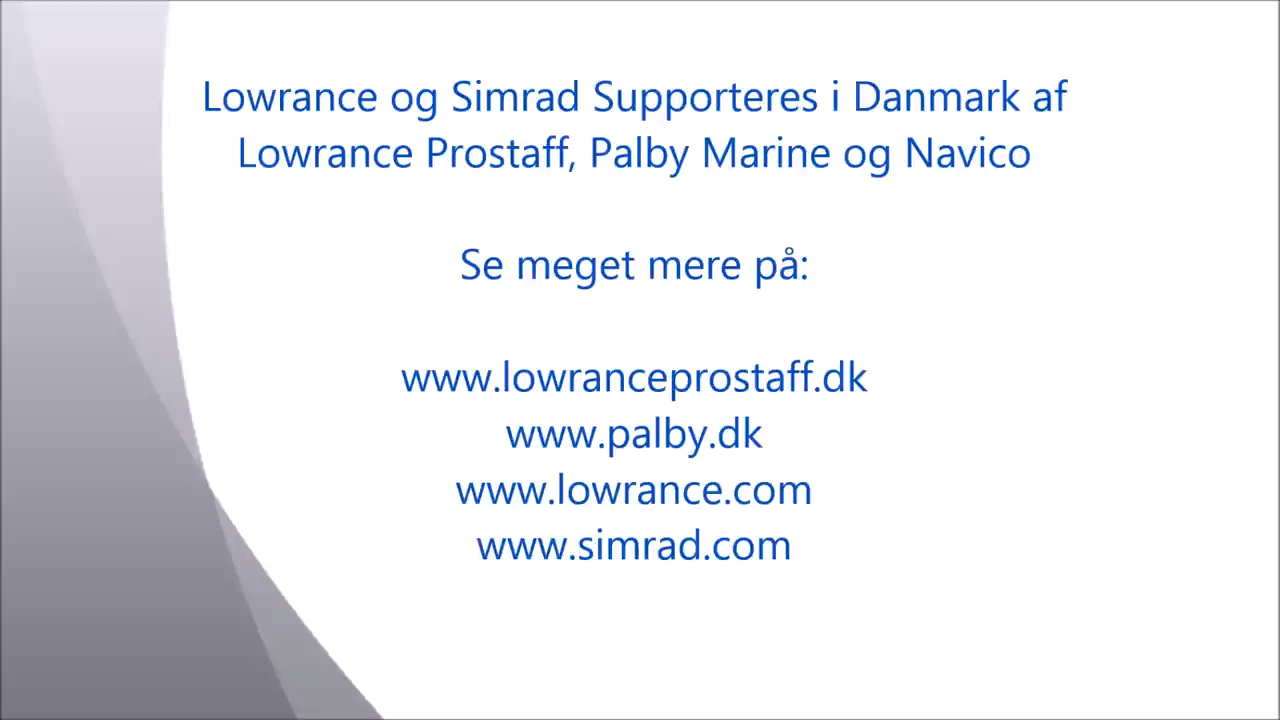 Lowrance og Simrad Supporteres i Danmark af
Lowrance Prostaff, Palby Marine og Navico
Se meget mere på:
www.lowranceprostaff.dk
www.palby.dk
www.lowrance.com
www.simrad.com